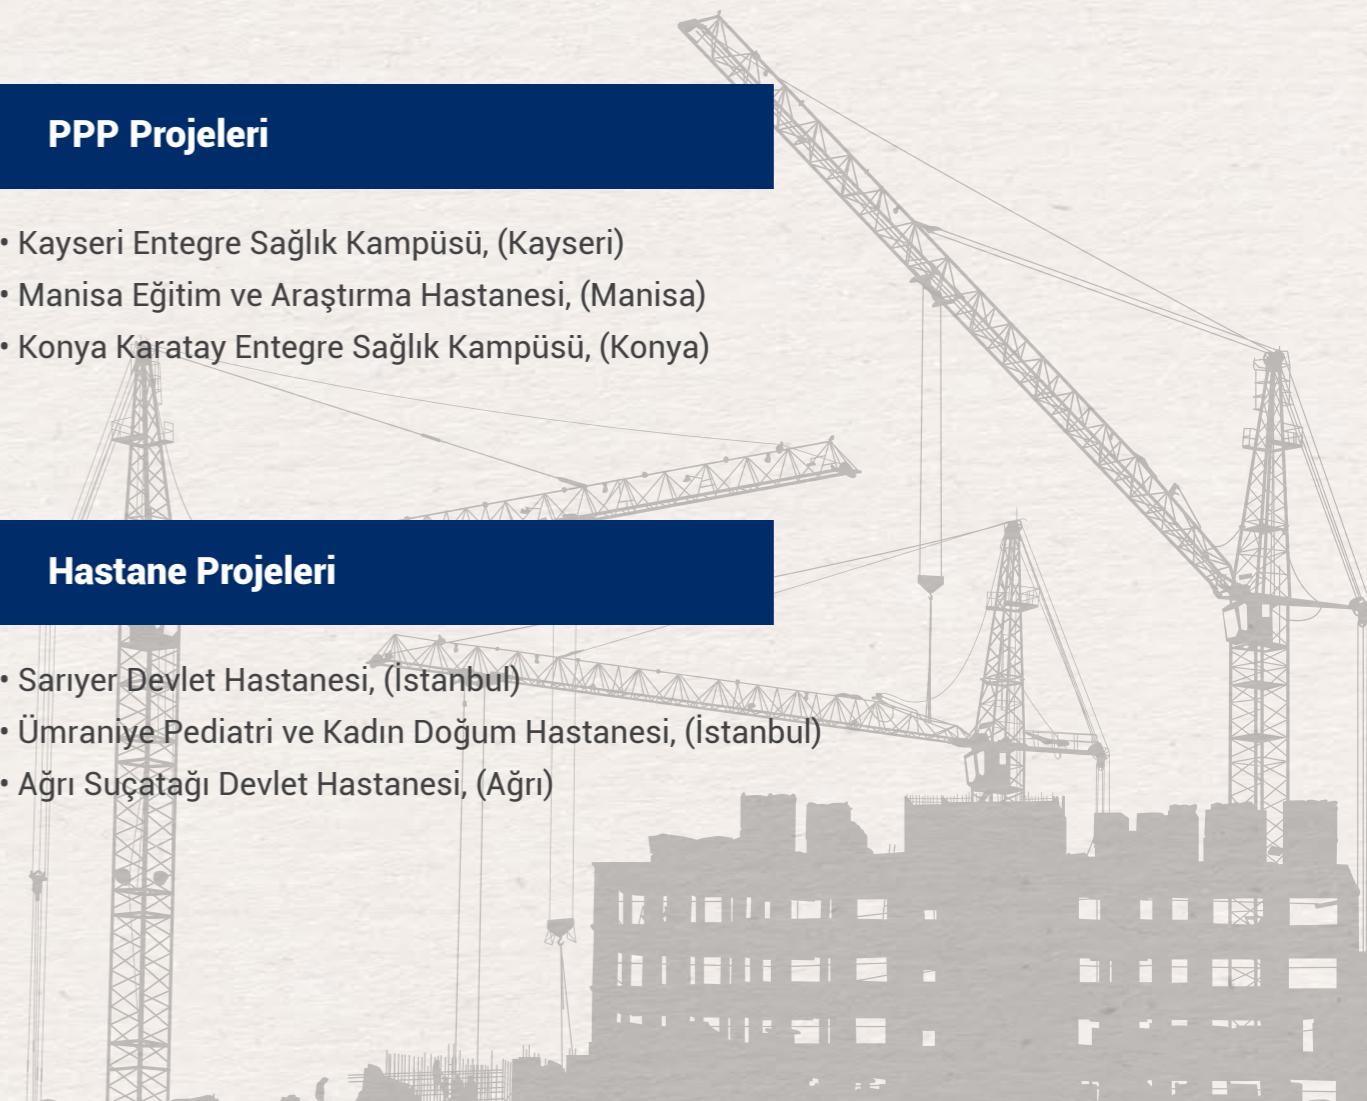 PPP Projeleri
• Kayseri Entegre Sağlık Kampüsü, (Kayseri)
• Manisa Eğitim ve Araştırma Hastanesi, (Manisa)
• Konya Karatay Entegre Sağlık Kampüsü, (Konya)
Hastane Projeleri
• Sarıyer Devlet Hastanesi, (İstanbul)
• Ümraniye Pediatri ve Kadın Doğum Hastanesi, (İstanbul)
• Ağrı Suçatağı Devlet Hastanesi, (Ağrı)